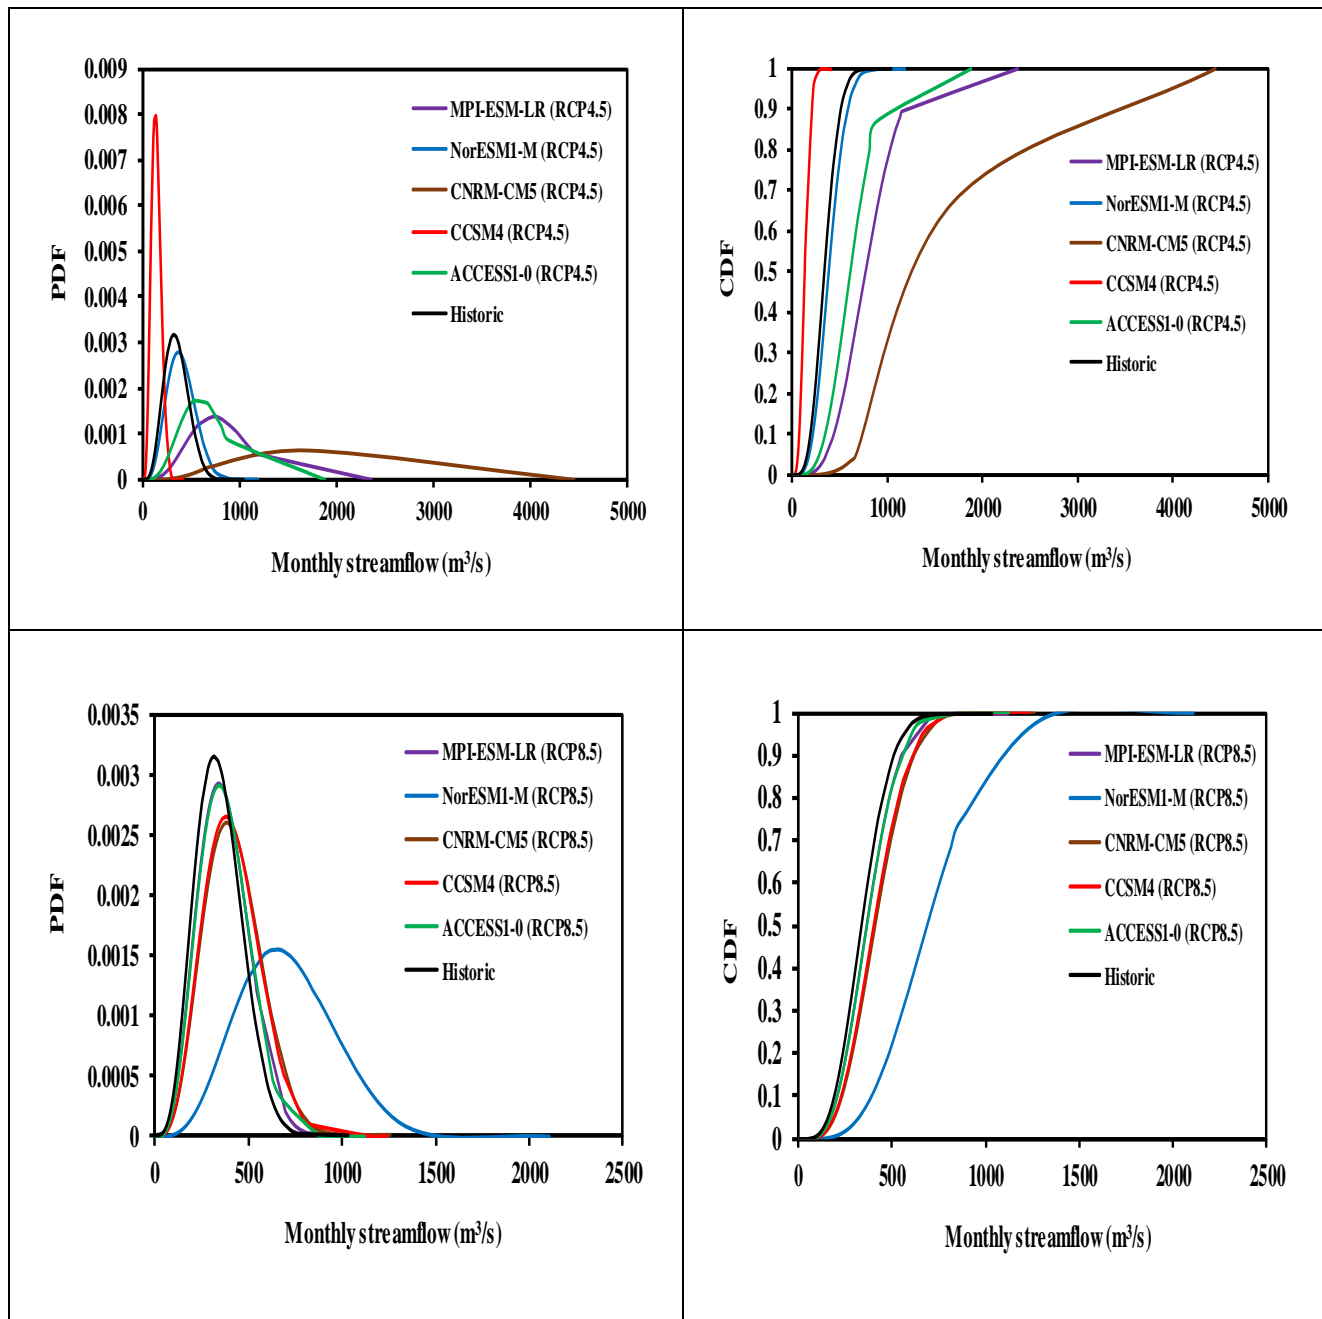 0.009
0.008
0.007
0.006
0.005
0.004
0.003
0.002
0.001
0
PDF
MPI-ESM-LR (RCP4.5)
NorESM1-M (RCP4.5)
CNRM-CM5 (RCP4.5)
CCSM4 (RCP4.5)
ACCESS1-0 (RCP4.5)
Historic
0 1000 2000 3000 4000 5000
Monthly streamflow (m³/s)
1
0.9
0.8
0.7
0.6
0.5
0.4
0.3
0.2
0.1
0
CDF
MPI-ESM-LR (RCP4.5)
NorESM1-M (RCP4.5)
CNRM-CM5 (RCP4.5)
CCSM4 (RCP4.5)
ACCESS1-0 (RCP4.5)
Historic
0 1000 2000 3000 4000 5000
Monthly streamflow (m³/s)
0.0035
0.003
0.0025
0.002
0.0015
0.001
0.0005
0
PDF
MPI-ESM-LR (RCP8.5)
NorESM1-M (RCP8.5)
CNRM-CM5 (RCP8.5)
CCSM4 (RCP8.5)
ACCESS1-0 (RCP8.5)
Historic
0 500 1000 1500 2000 2500
Monthly streamflow (m³/s)
1
0.9
0.8
0.7
0.6
0.5
0.4
0.3
0.2
0.1
0
CDF
MPI-ESM-LR (RCP8.5)
NorESM1-M (RCP8.5)
CNRM-CM5 (RCP8.5)
CCSM4 (RCP8.5)
ACCESS1-0 (RCP8.5)
Historic
0 500 1000 1500 2000 2500
Monthly streamflow (m³/s)